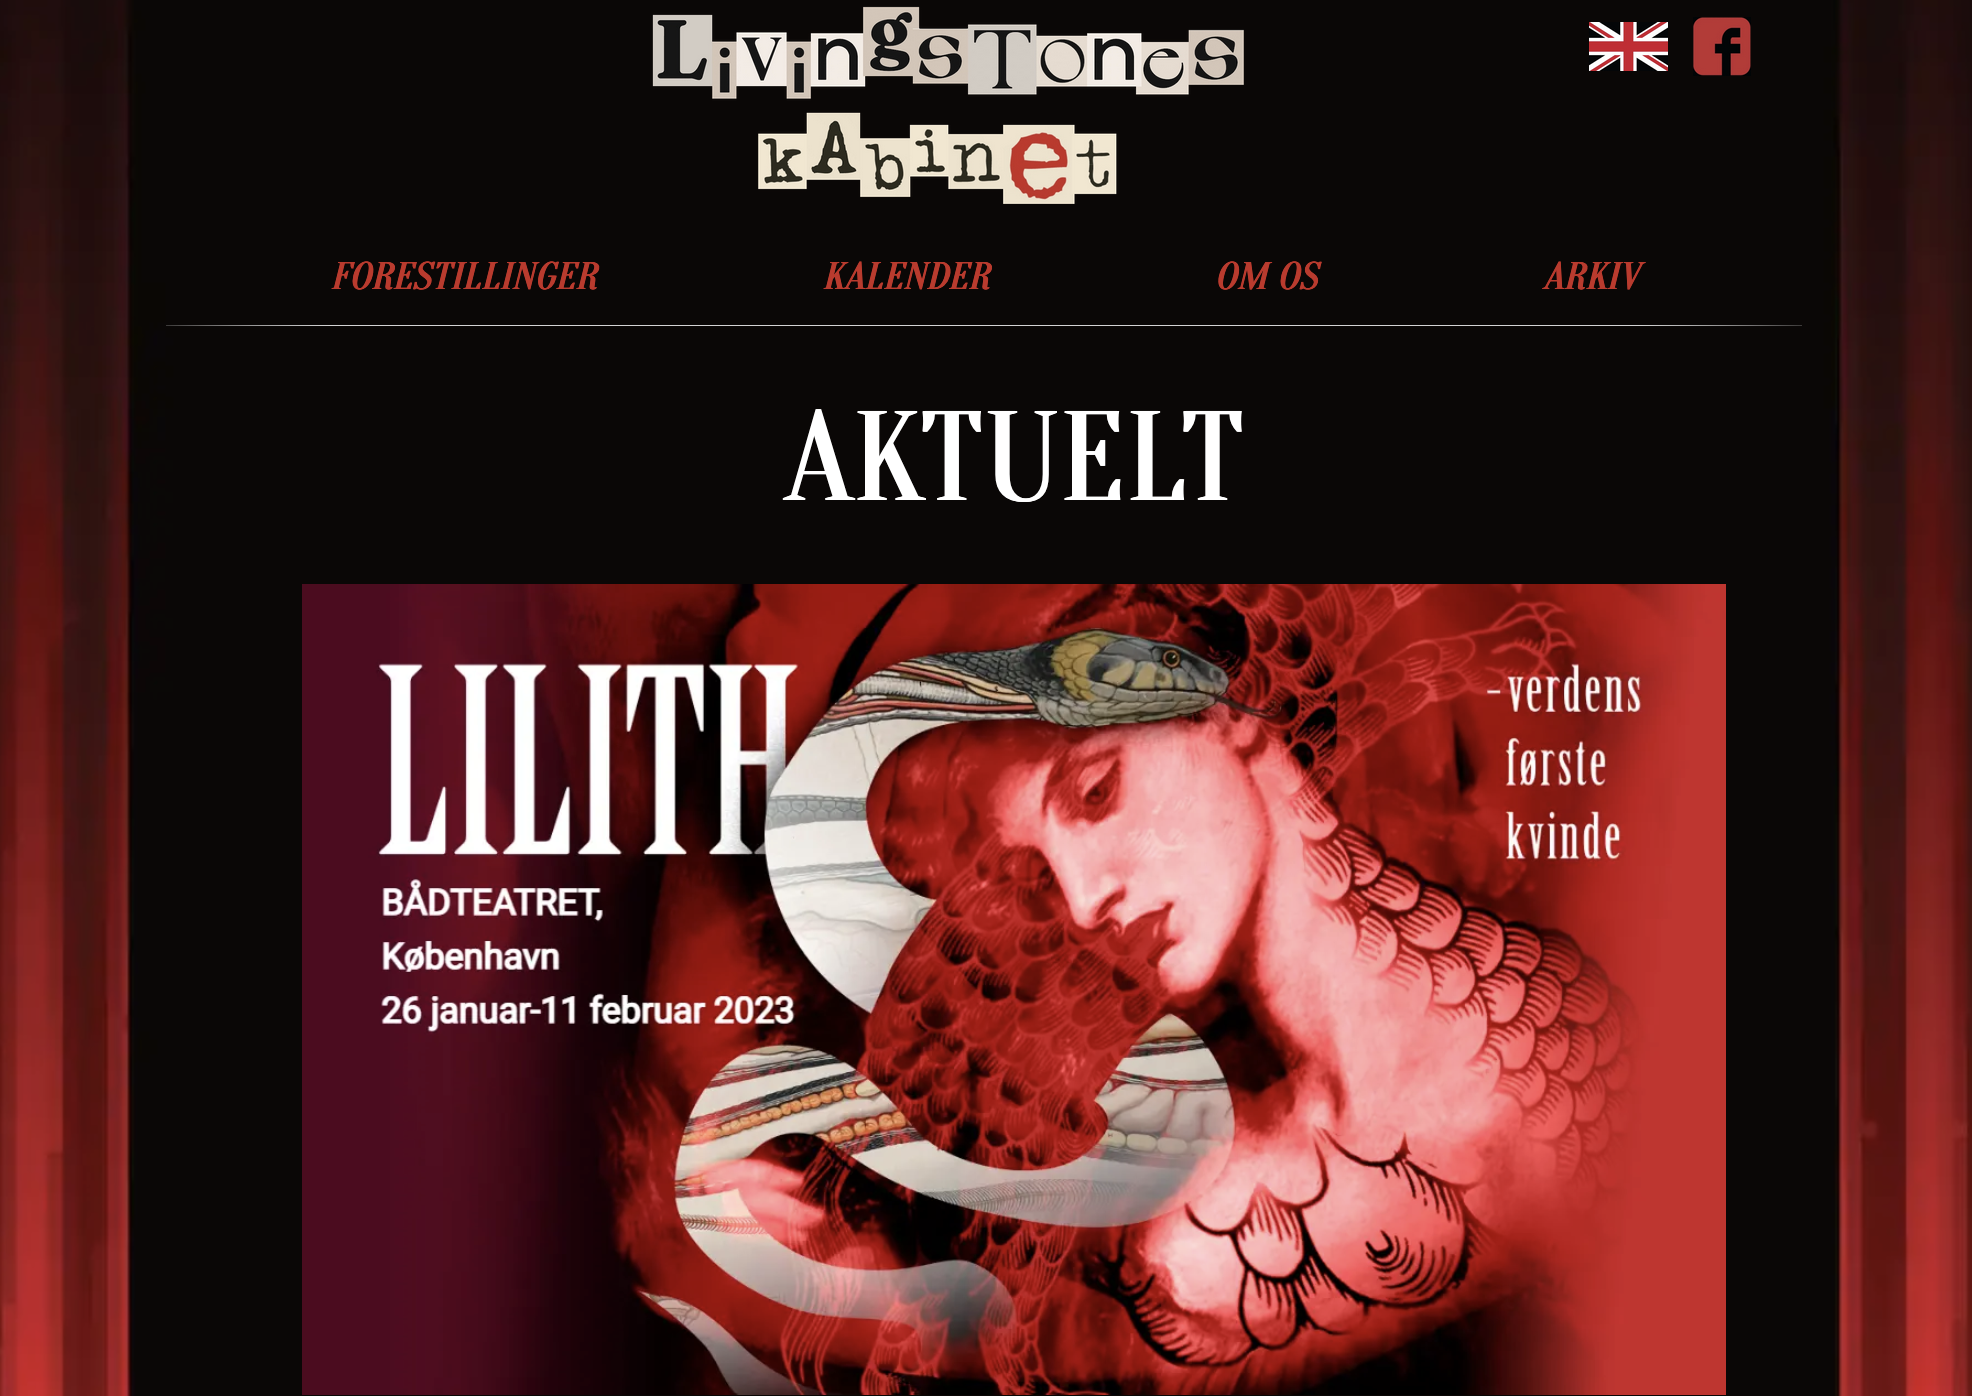 LivingsTones
kAbinet
FORESTILLINGER KALENDER OM OS ARKIV
AKTUELT
LILITH
BÅDTEATRET,
København
26 januar-11 februar 2023
-verdens
første
kvinde